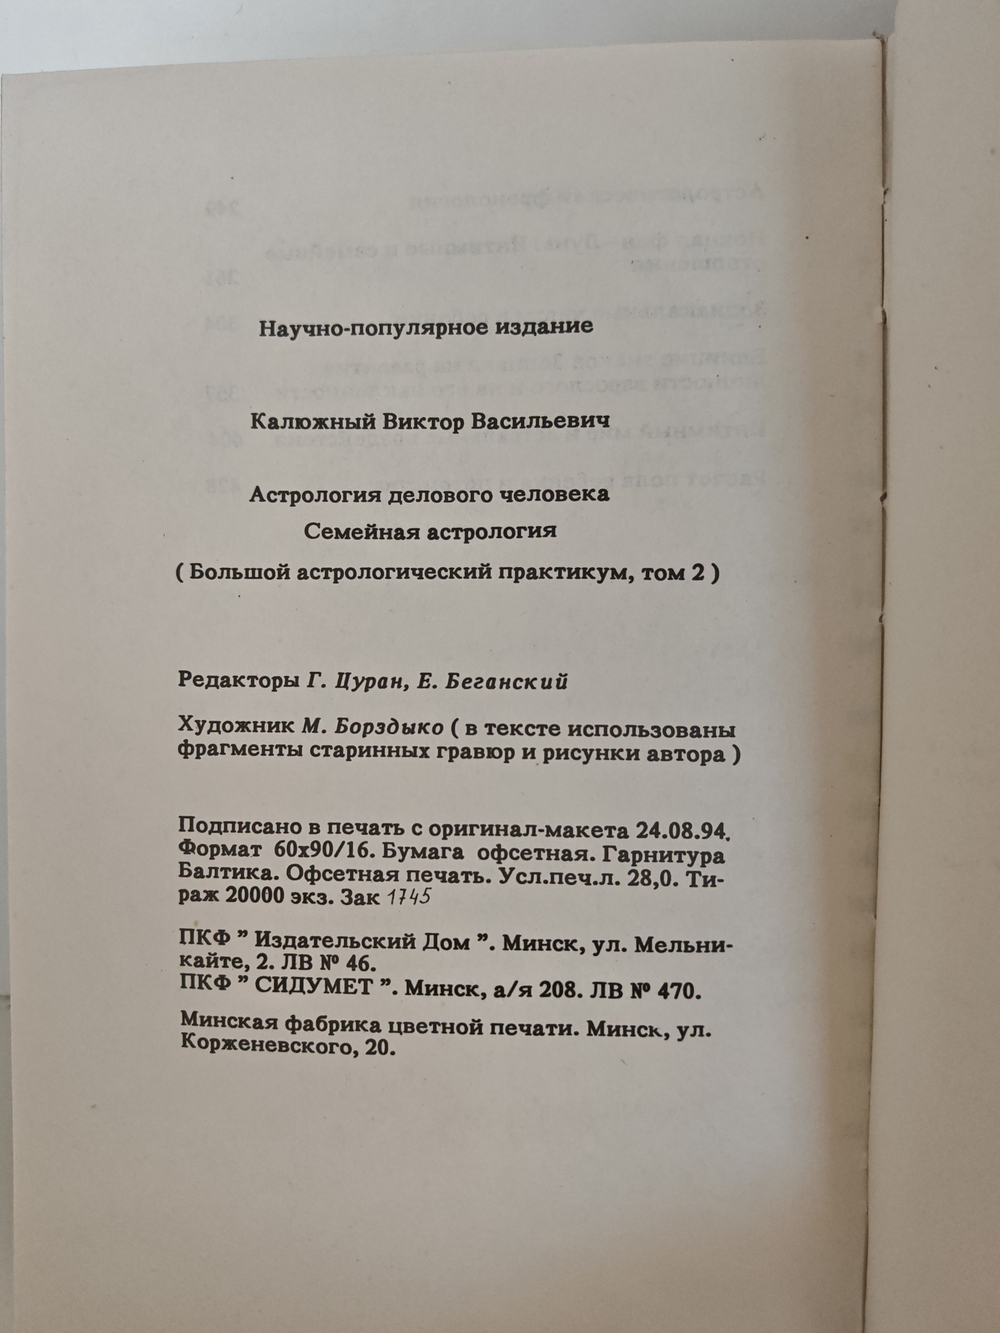 Научно-популярное издание
Калюжный Виктор Васильевич
Астрология делового человека
Семейная астрология
( Большой астрологический практикум, том 2 )
Редакторы Г. Цуран, Е. Беганский
Художник М. Борздыко ( в тексте использованы
фрагменты старинных гравюр и рисунки автора )
Подписано в печать с оригинал-макета 24.08.94.
Формат 60x90/16. Бумага офсетная. Гарнитура
Балтика. Офсетная печать. Усл.печ.л. 28,0. Ти-
раж 20000 экз. Зак 1745
ПКФ " Издательский Дом ". Минск, ул. Мельни-
кайте, 2. ЛВ № 46.
ПКФ " СИДУМЕТ ". Минск, а/я 208. ЛВ № 470.
Минская фабрика цветной печати. Минск, ул.
Корженевского, 20.